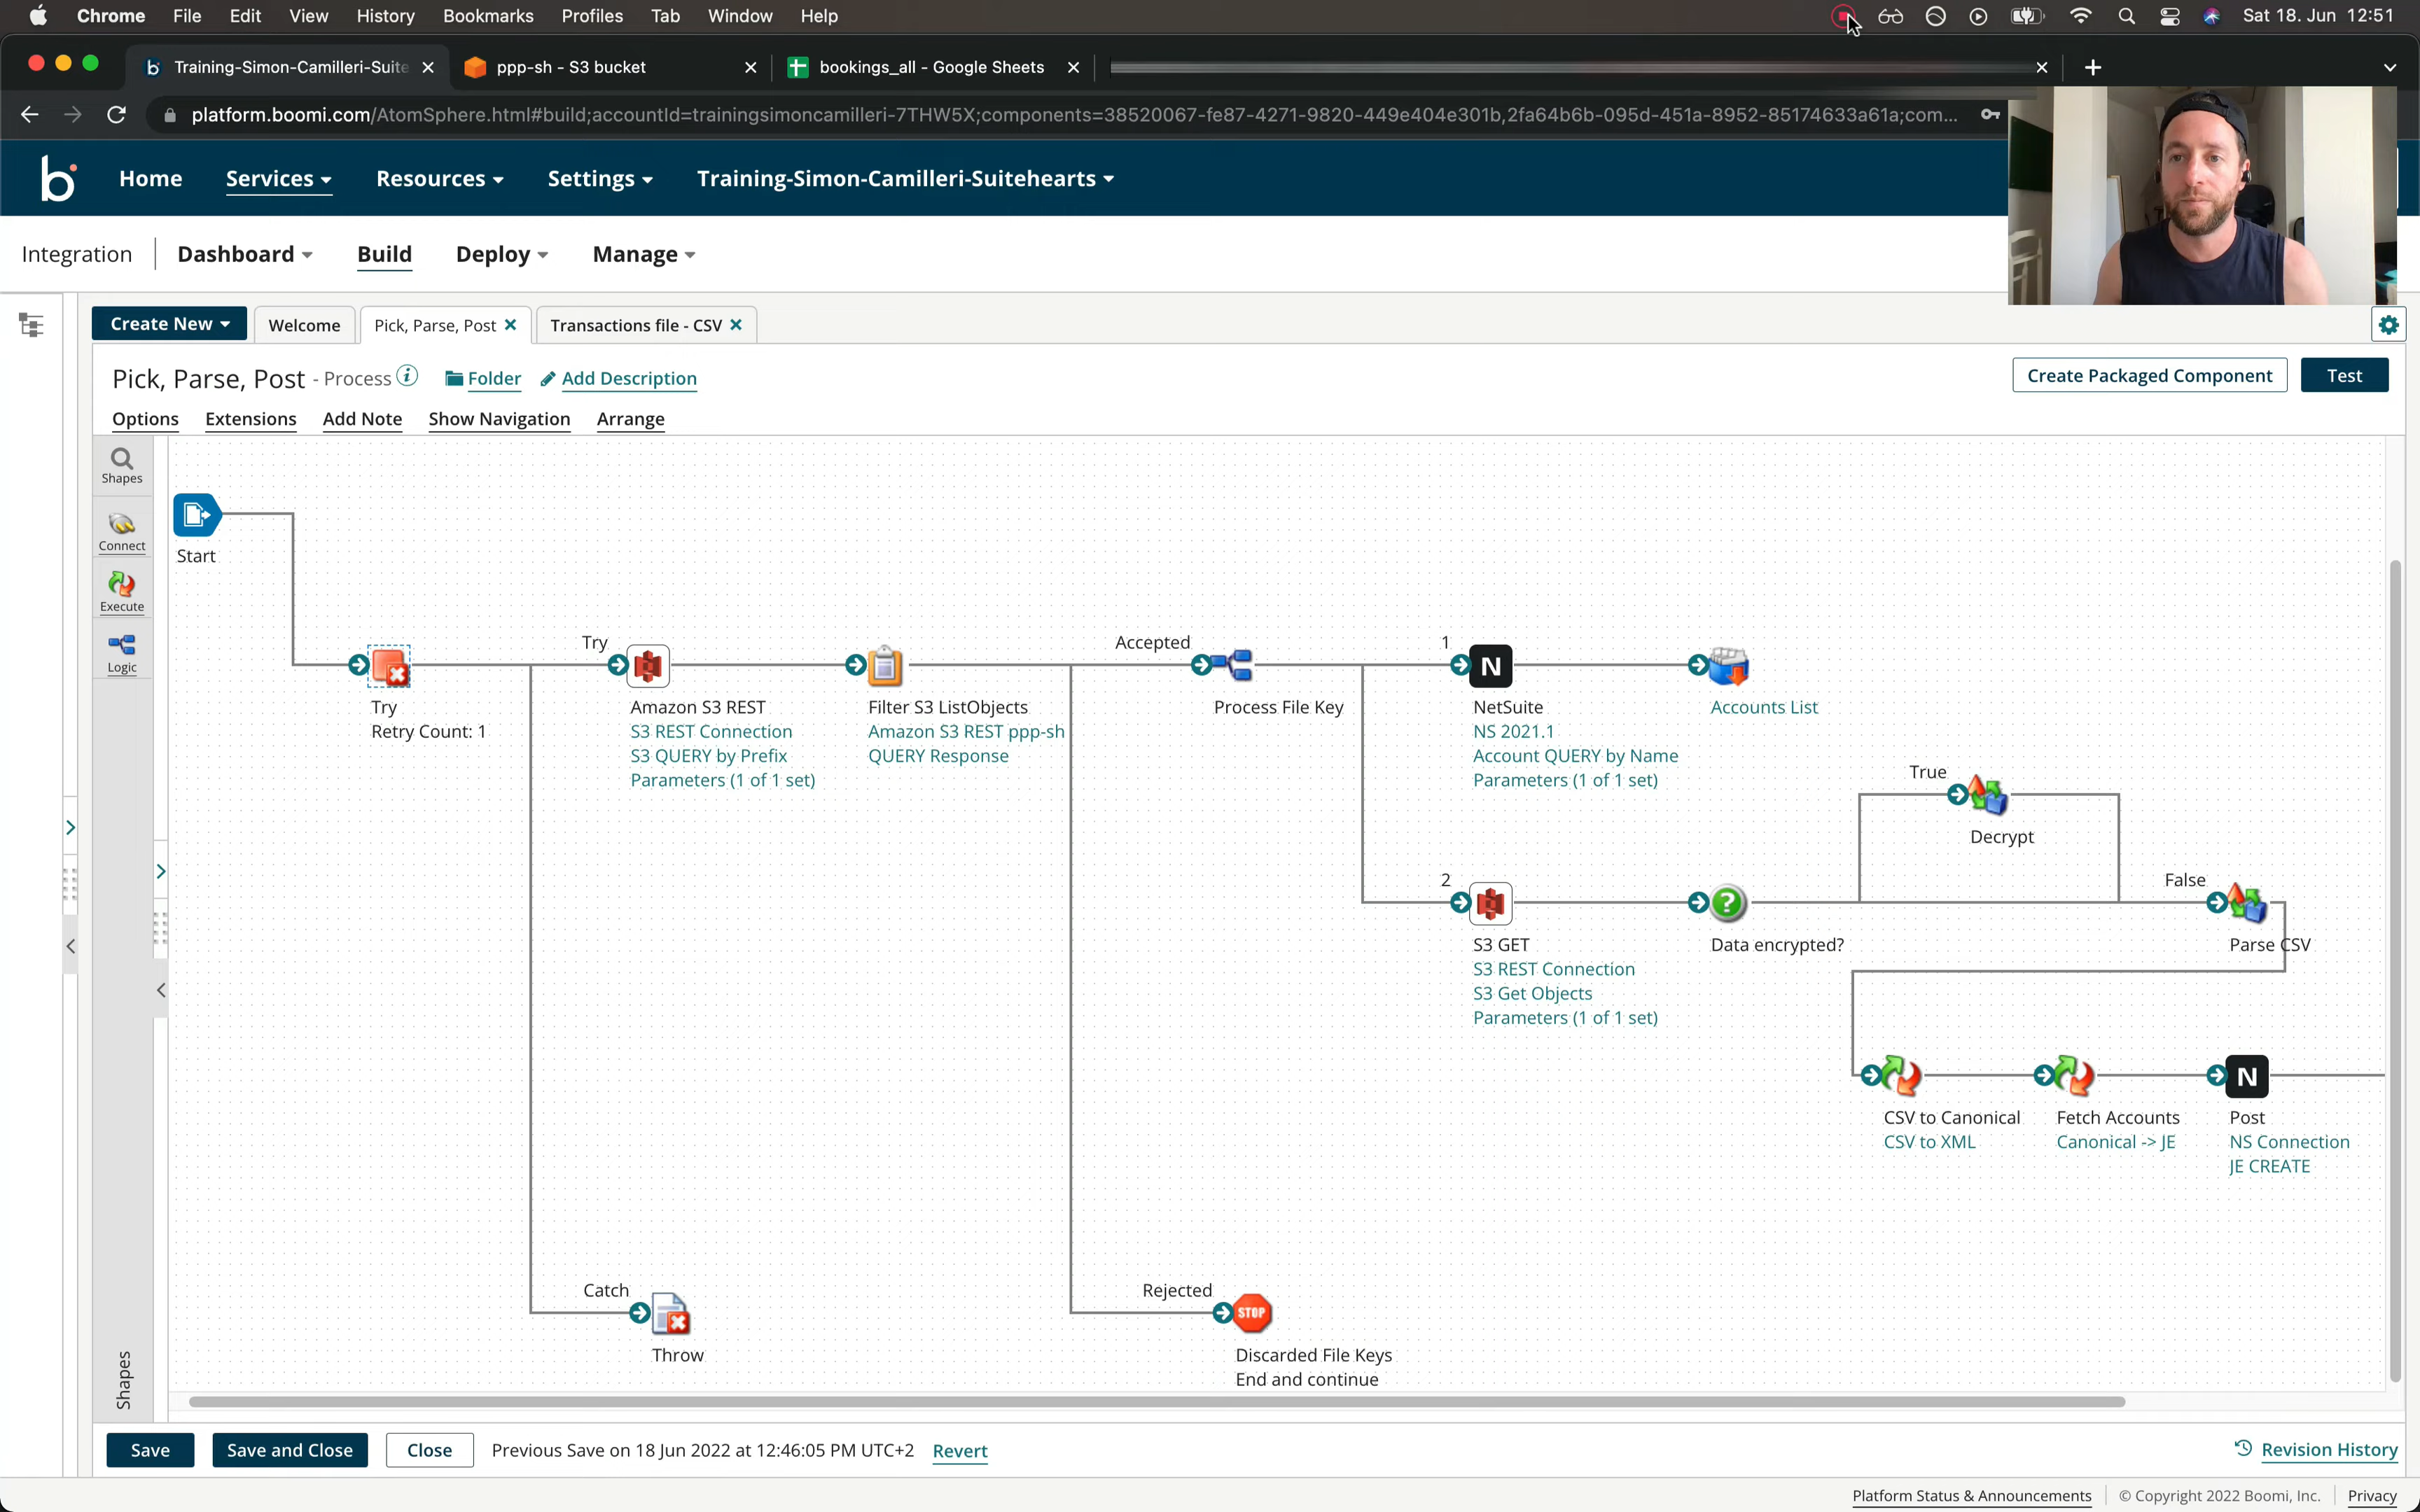 Chrome File Edit View History Bookmarks Profiles Tab Window Help Sat 18. Jun 12:51
Training-Simon-Camilleri-Suite ppp-sh - S3 bucket bookings_all - Google Sheets
platform.boomi.com/AtomSphere.html#build;accountId=trainingsimoncamilleri-7THW5X;components=38520067-fe87-4271-9820-449e404e301b,2fa64b6b-095d-451a-8952-85174633a61a;com...
b Home Services Resources Settings Training-Simon-Camilleri-Suitehearts
Integration Dashboard Build Deploy Manage
Create New Welcome Pick, Parse, Post Transactions file - CSV
Pick, Parse, Post - Process Folder Add Description Create Packaged Component Test
Options Extensions Add Note Show Navigation Arrange
Shapes
Connect
Execute
Logic
Shapes
Start
Try
Retry Count: 1
Try
Amazon S3 REST
S3 REST Connection
S3 QUERY by Prefix
Parameters (1 of 1 set)
Filter S3 ListObjects
Amazon S3 REST ppp-sh
QUERY Response
Accepted
Process File Key
1
N
NetSuite
NS 2021.1
Account QUERY by Name
Parameters (1 of 1 set)
Accounts List
True
Decrypt
2
S3 GET
S3 REST Connection
S3 Get Objects
Parameters (1 of 1 set)
Data encrypted?
False
Parse CSV
CSV to Canonical
CSV to XML
Fetch Accounts
Canonical -> JE
N
Post
NS Connection
JE CREATE
Catch
Throw
Rejected
STOP
Discarded File Keys
End and continue
Save Save and Close Close Previous Save on 18 Jun 2022 at 12:46:05 PM UTC+2 Revert Revision History
Platform Status & Announcements © Copyright 2022 Boomi, Inc. Privacy